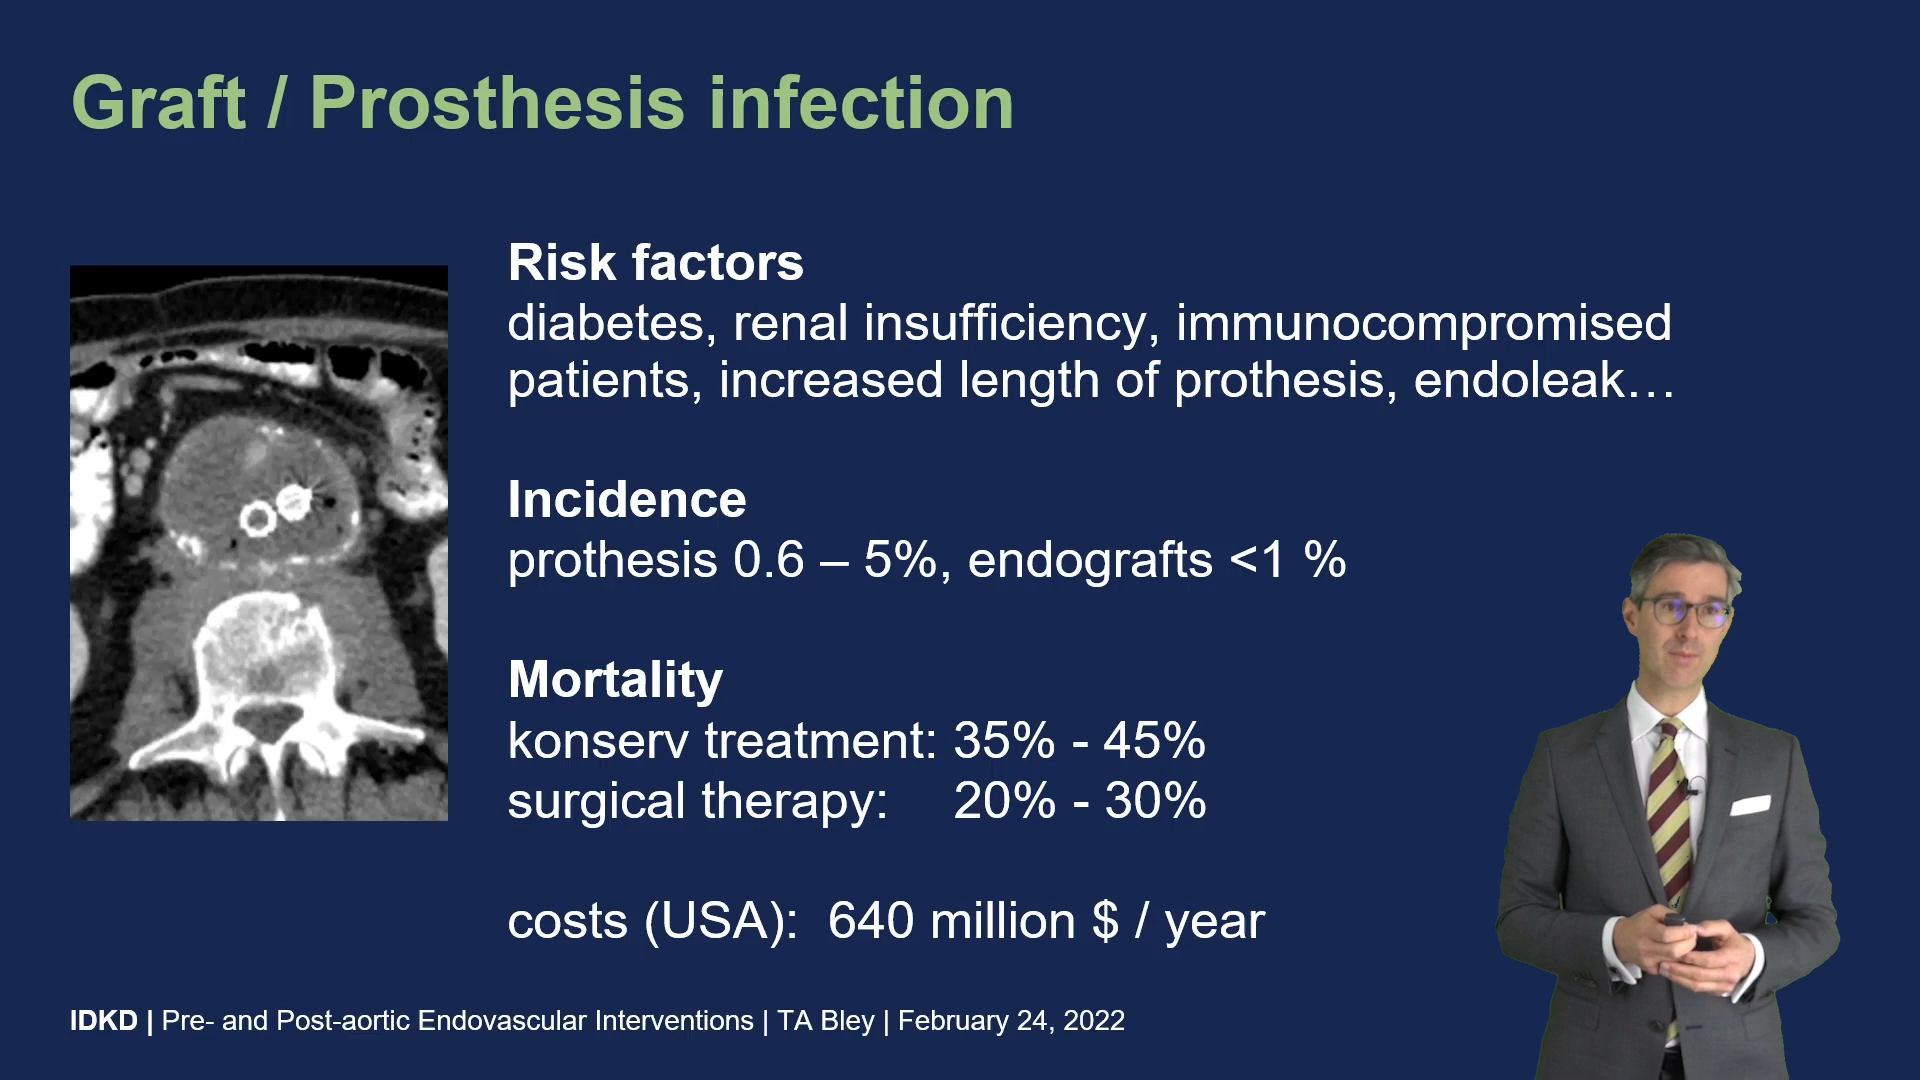 Graft / Prosthesis infection
Risk factors
diabetes, renal insufficiency, immunocompromised
patients, increased length of prothesis, endoleak…
Incidence
prothesis 0.6 – 5%, endografts <1 %
Mortality
konserv treatment: 35% - 45%
surgical therapy: 20% - 30%
costs (USA): 640 million $ / year
IDKD | Pre- and Post-aortic Endovascular Interventions | TA Bley | February 24, 2022